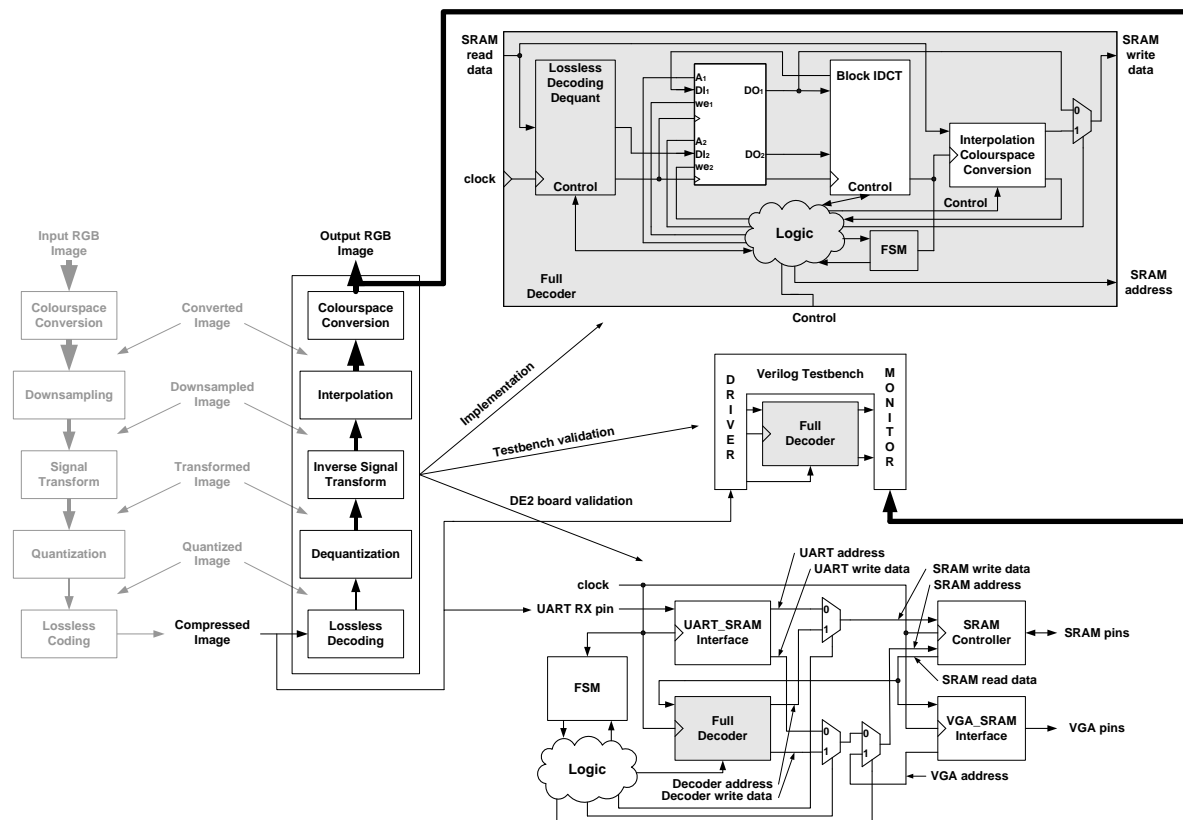 SRAM
read
data
clock
Lossless
Decoding
Dequant
Control
A1
DI1
we1
A2
DI2
we2
DO1
DO2
Block IDCT
Control
Interpolation
Colourspace
Conversion
Control
0
1
SRAM
write
data
Logic
FSM
SRAM
address
Full
Decoder
Control
Input RGB
Image
Colourspace
Conversion
Downsampling
Signal
Transform
Quantization
Lossless
Coding
Converted
Image
Downsampled
Image
Transformed
Image
Quantized
Image
Compressed
Image
Output RGB
Image
Colourspace
Conversion
Interpolation
Inverse Signal
Transform
Dequantization
Lossless
Decoding
Implementation
Testbench validation
DE2 board validation
DRIVER
Verilog Testbench
Full
Decoder
MONITOR
clock
UART RX pin
UART address
UART write data
SRAM write data
SRAM address
UART_SRAM
Interface
0
1
SRAM
Controller
SRAM pins
SRAM read data
FSM
Full
Decoder
0
1
0
1
VGA_SRAM
Interface
VGA pins
Logic
Decoder address
Decoder write data
VGA address